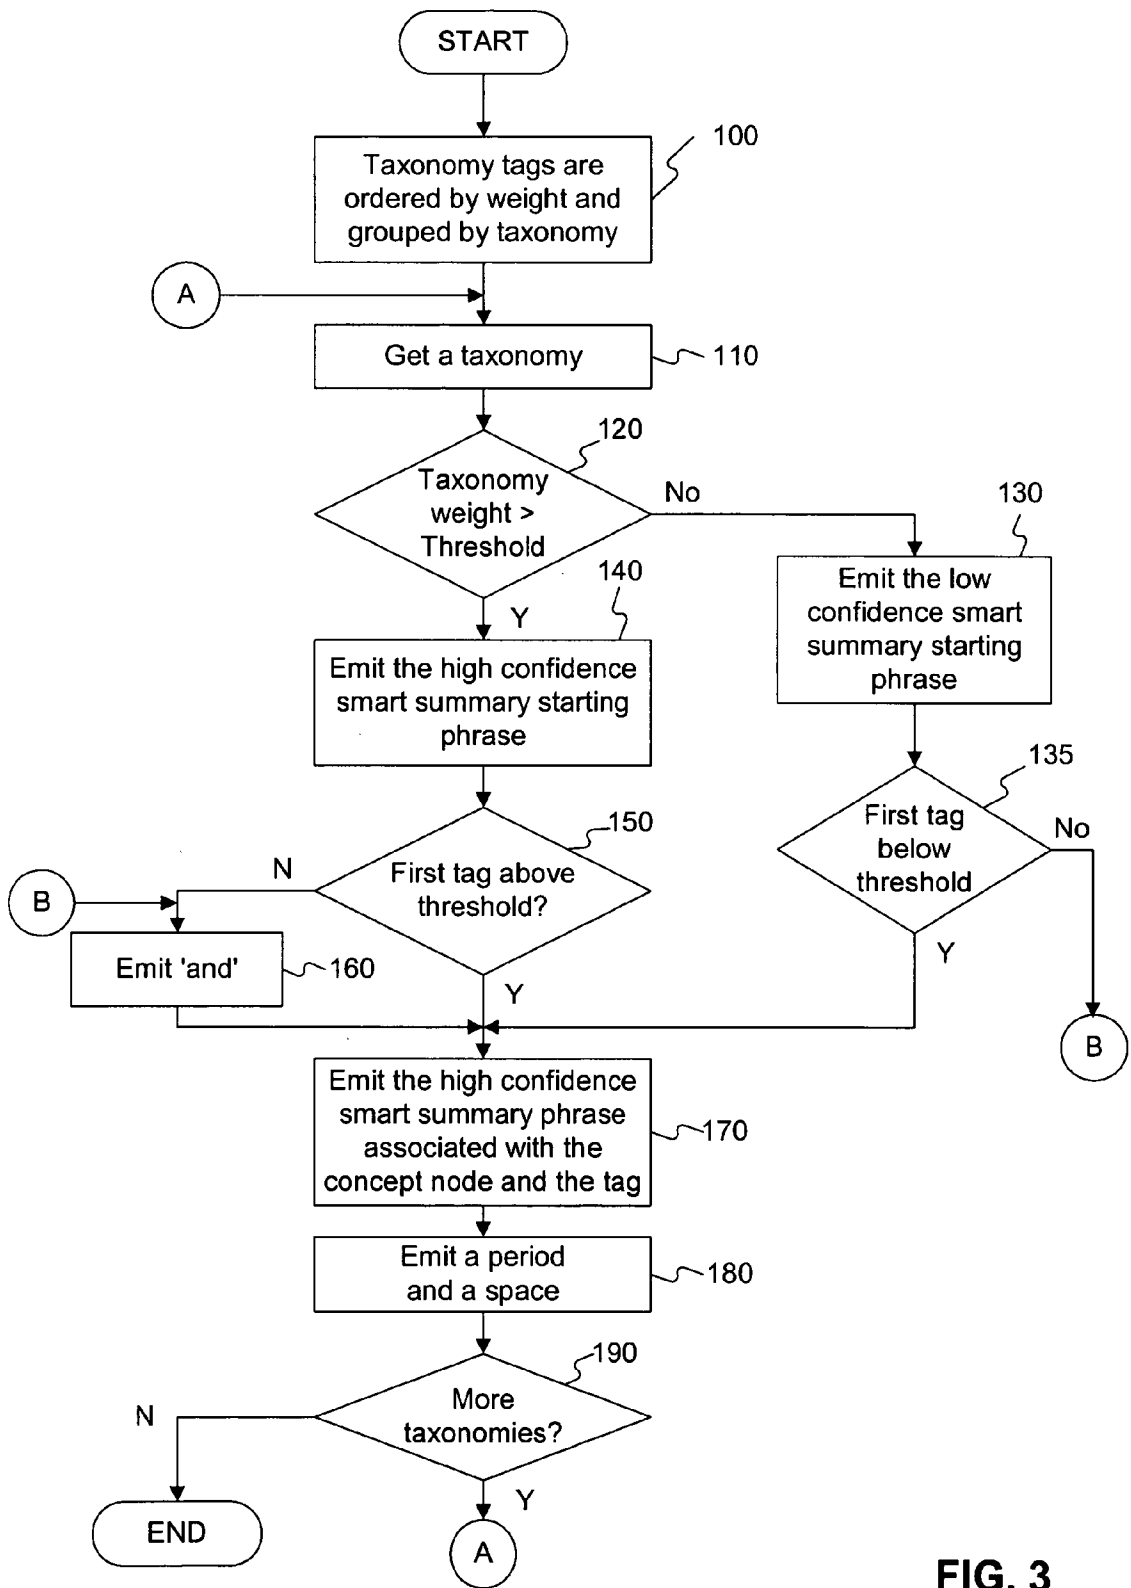 START
100
Taxonomy tags are
ordered by weight and
grouped by taxonomy
A
Get a taxonomy
110
120
Taxonomy
weight >
Threshold
No
130
Emit the low
confidence smart
summary starting
phrase
140
Y
Emit the high confidence
smart summary starting
phrase
135
First tag
below
threshold
No
150
N
First tag above
threshold?
B
Emit 'and'
160
Y
Y
B
Emit the high confidence
smart summary phrase
associated with the
concept node and the tag
170
Emit a period
and a space
180
190
More
taxonomies?
N
Y
END
A
FIG. 3